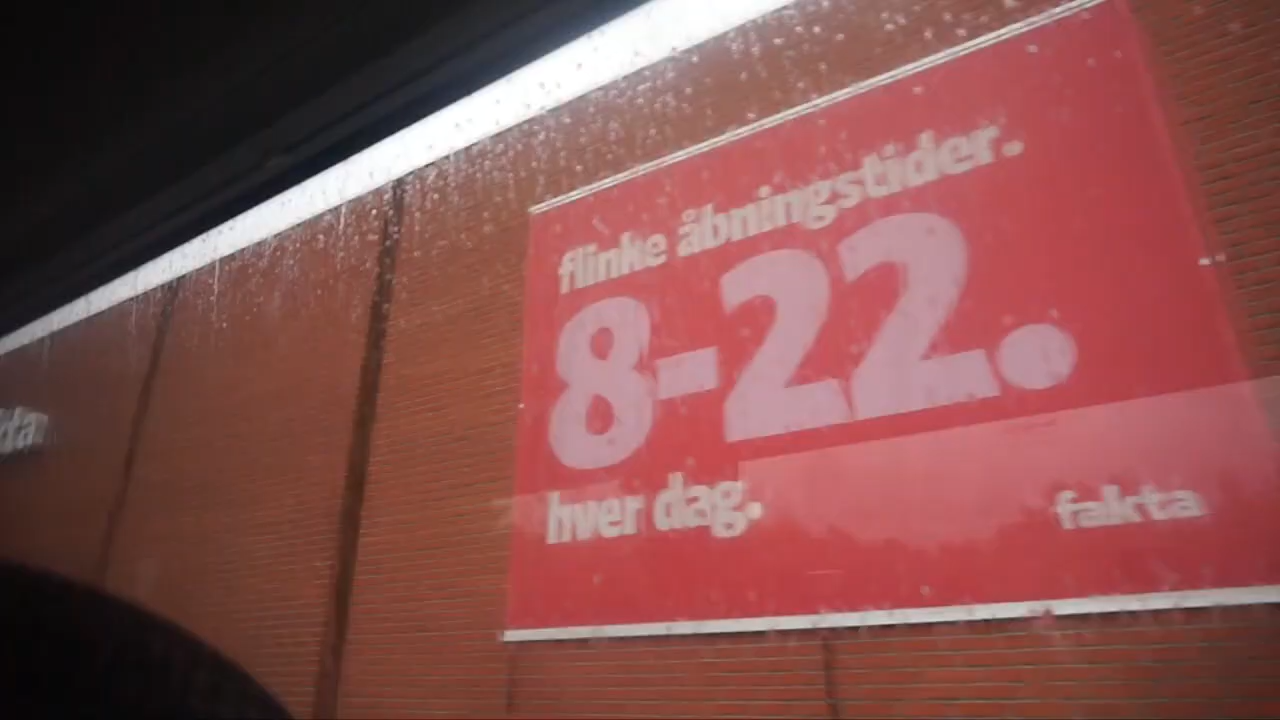 flinke åbningstider.
8-22.
hver dag.
fakta